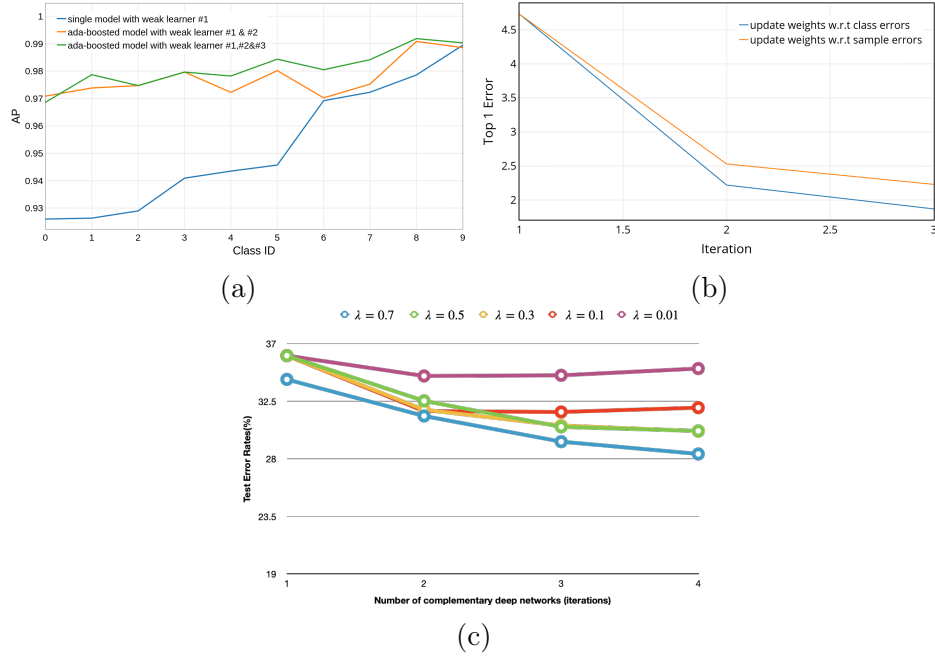 single model with weak learner #1
ada-boosted model with weak learner #1 & #2
ada-boosted model with weak learner #1,#2&#3
0.99
0.98
0.97
0.96
0.95
0.94
0.93
AP
0 1 2 3 4 5 6 7 8 9
Class ID
(a)
update weights w.r.t class errors
update weights w.r.t sample errors
4.5
4
3.5
3
2.5
2
Top 1 Error
1 1.5 2 2.5 3
Iteration
(b)
λ = 0.7 λ = 0.5 λ = 0.3 λ = 0.1 λ = 0.01
37
32.5
28
23.5
19
Test Error Rates(%)
1 2 3 4
Number of complementary deep networks (iterations)
(c)